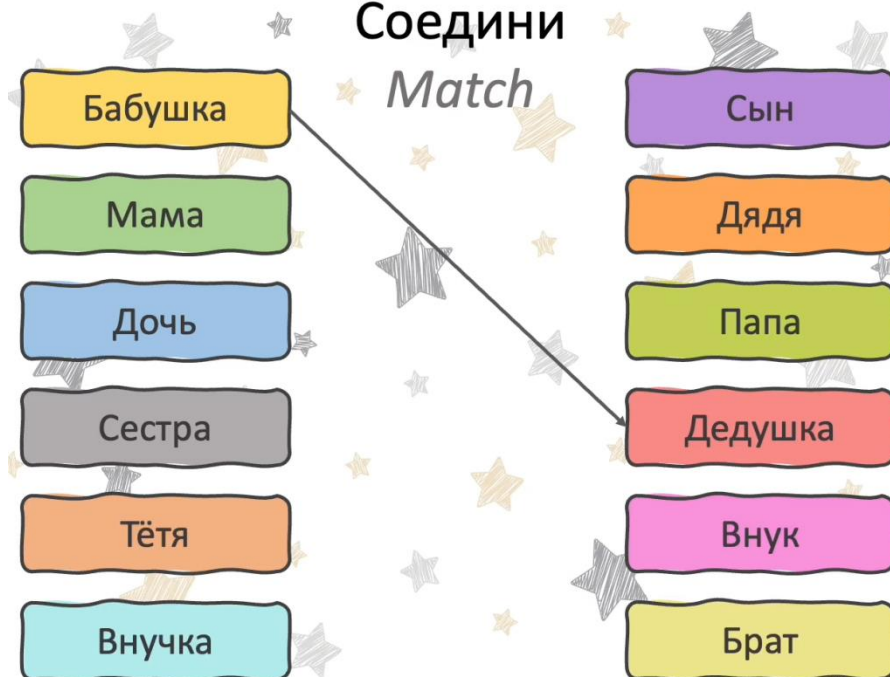 Соедини
Match
Бабушка
Мама
Дочь
Сестра
Тётя
Внучка
Сын
Дядя
Папа
Дедушка
Внук
Брат